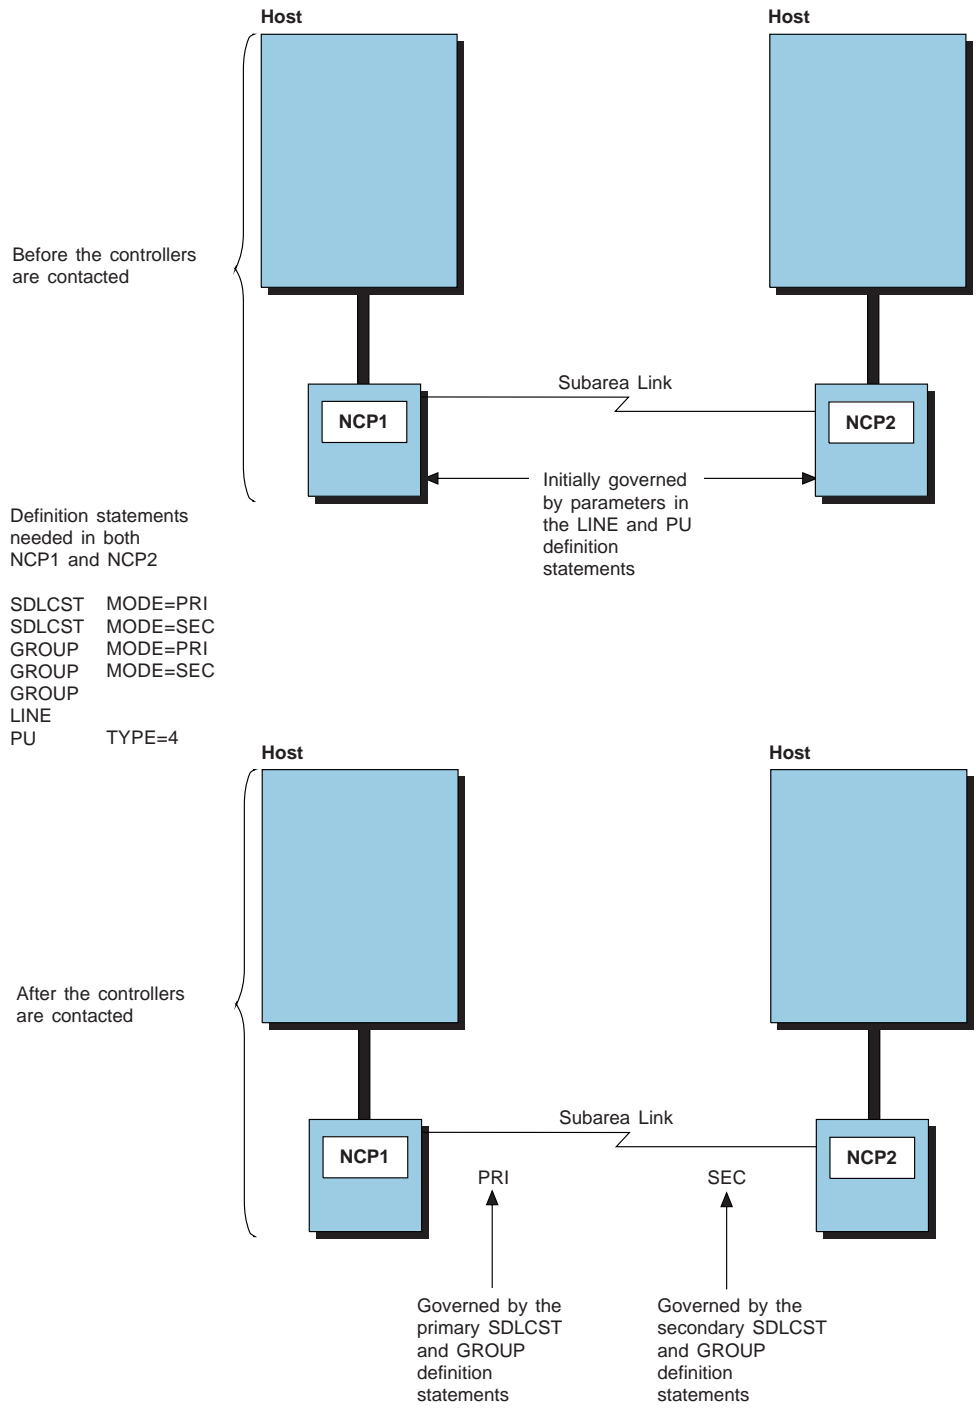 Host
Host
Before the controllers
are contacted
Subarea Link
NCP1
NCP2
Initially governed
by parameters in
the LINE and PU
definition
statements
Definition statements
needed in both
NCP1 and NCP2
SDLCST MODE=PRI
SDLCST MODE=SEC
GROUP MODE=PRI
GROUP MODE=SEC
GROUP
LINE
PU TYPE=4
Host
Host
After the controllers
are contacted
Subarea Link
NCP1
NCP2
PRI
SEC
Governed by the
primary SDLCST
and GROUP
definition
statements
Governed by the
secondary SDLCST
and GROUP
definition
statements